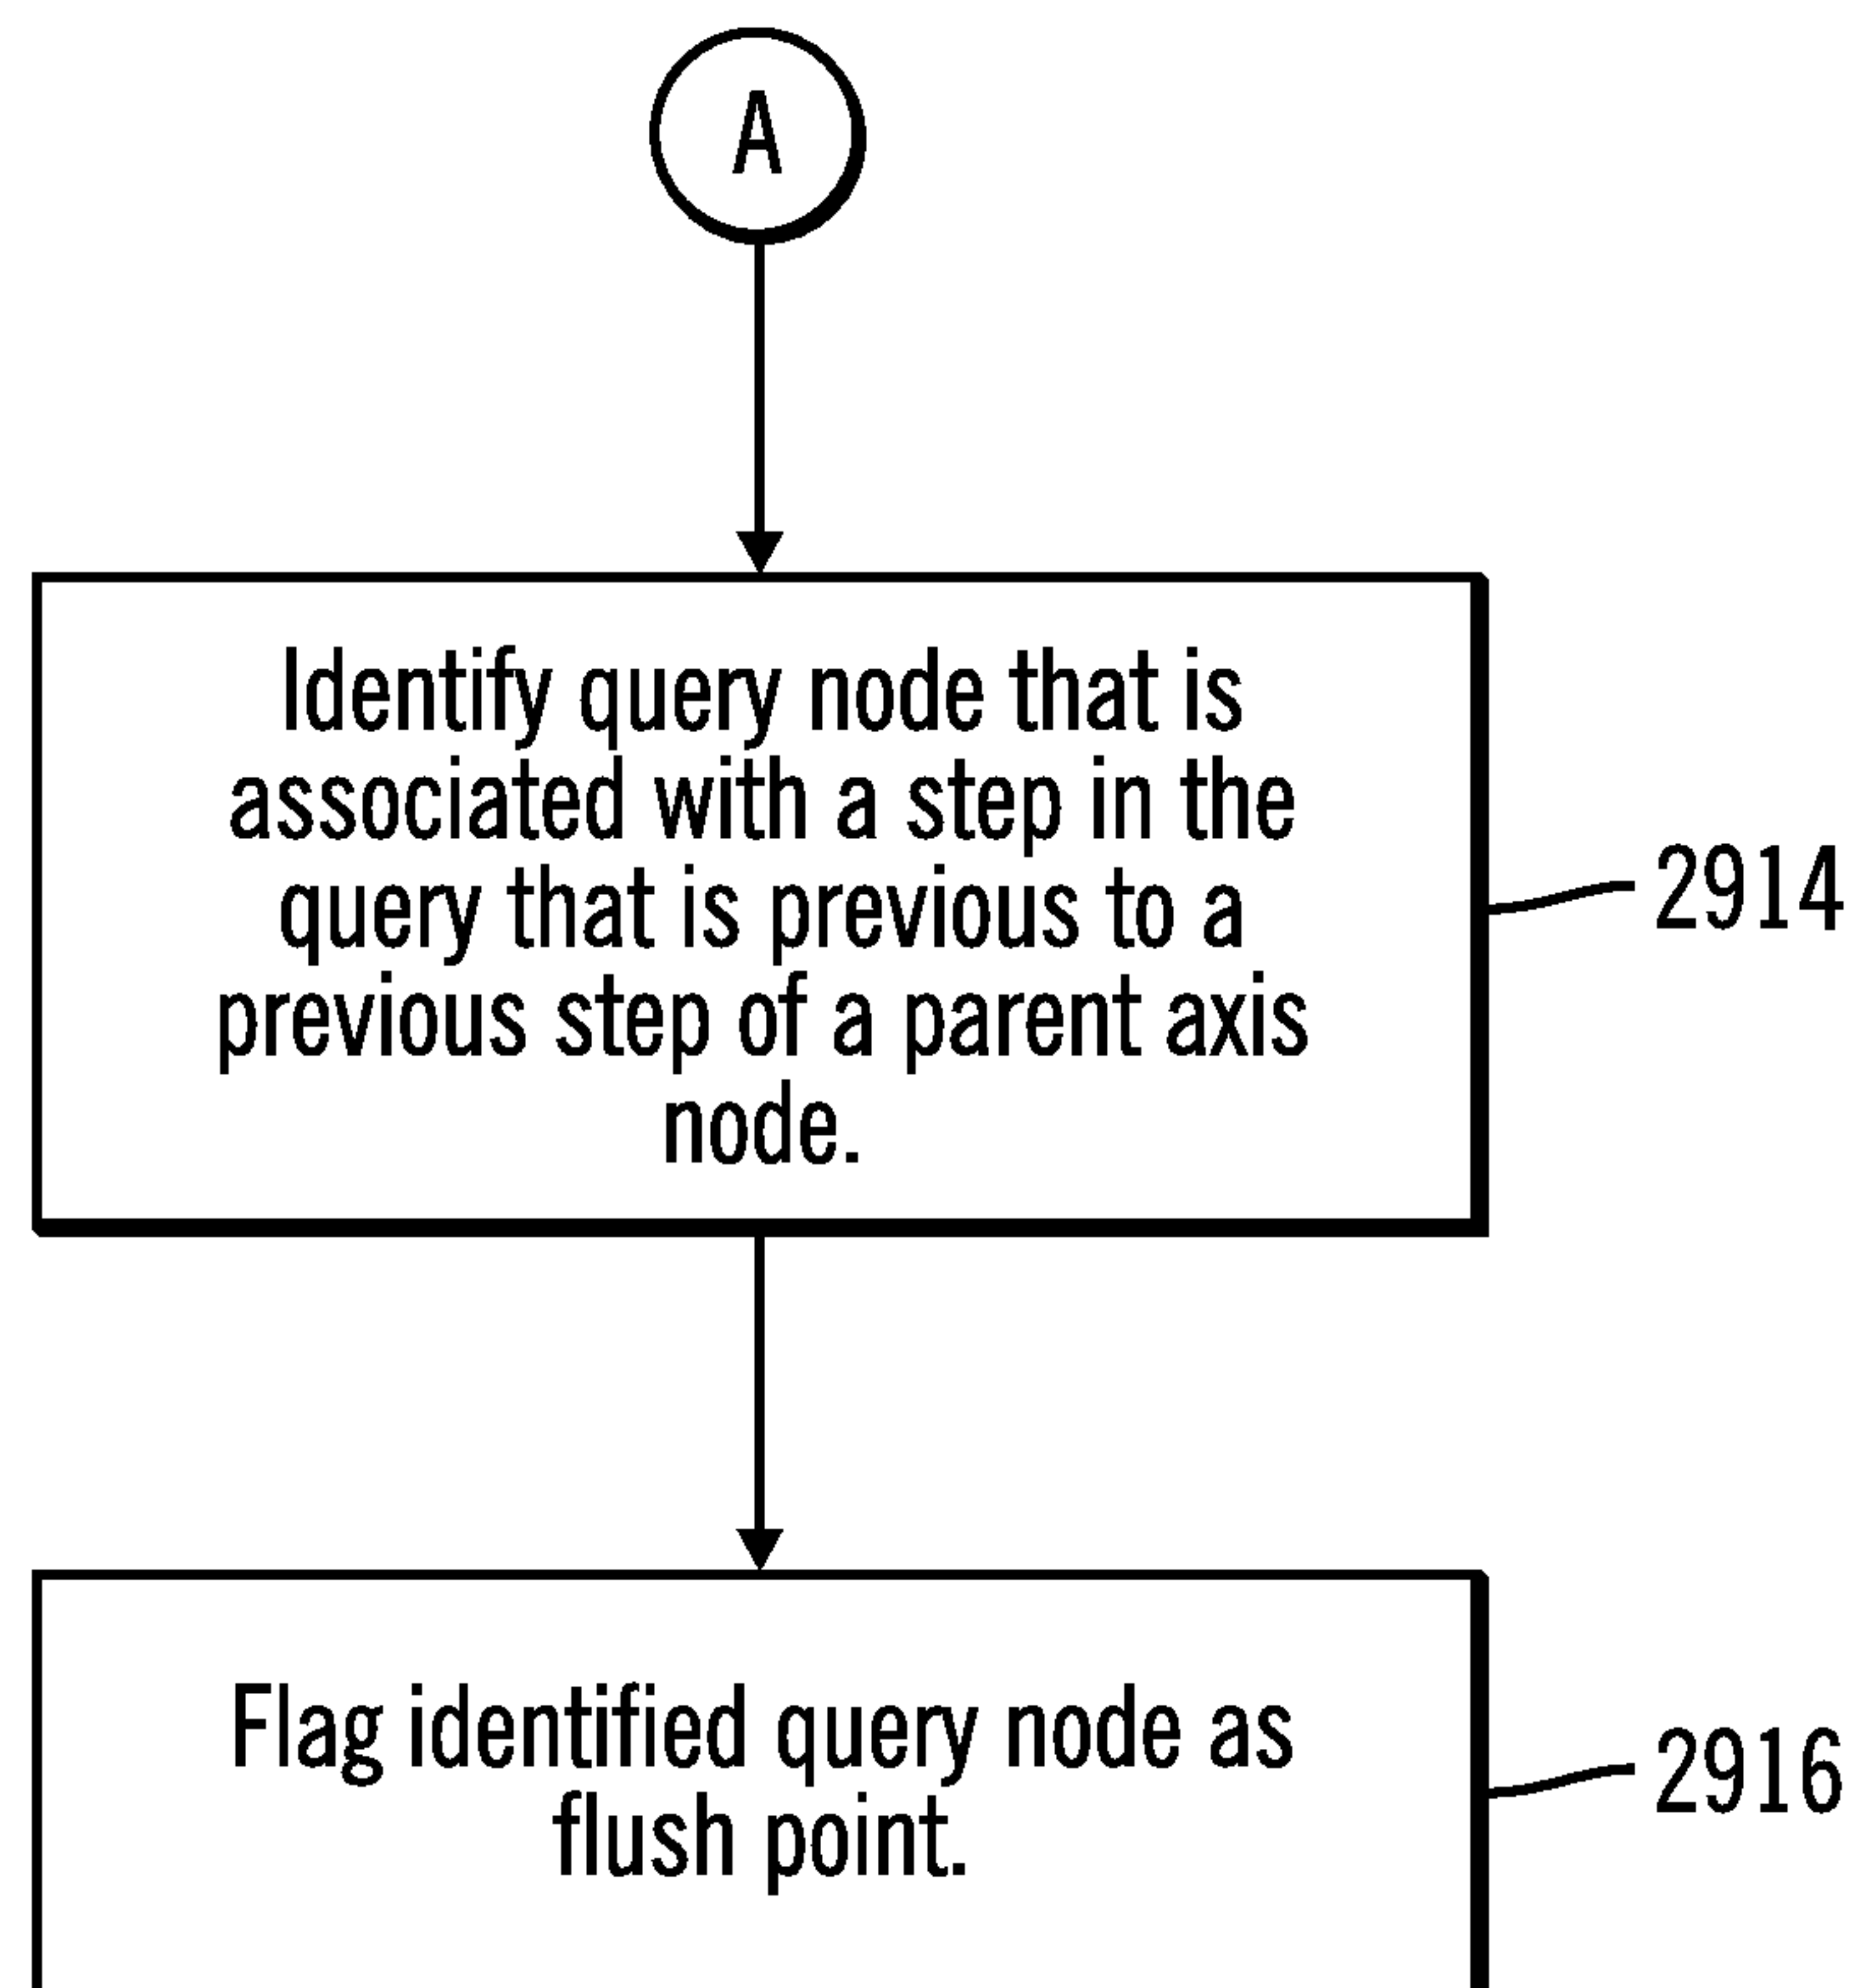 A
Identify query node that is
associated with a step in the
query that is previous to a
previous step of a parent axis
node.
2914
Flag identified query node as
flush point.
2916